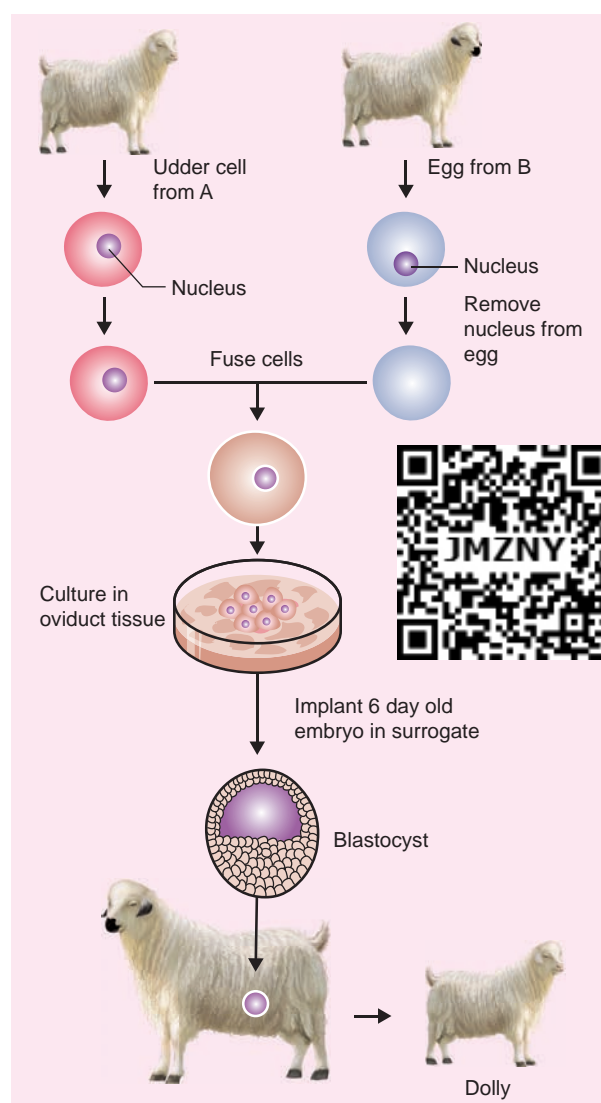 Udder cell
from A
Egg from B
Nucleus
Nucleus
Remove
nucleus from
egg
Fuse cells
JMZNY
Culture in
oviduct tissue
Implant 6 day old
embryo in surrogate
Blastocyst
Dolly